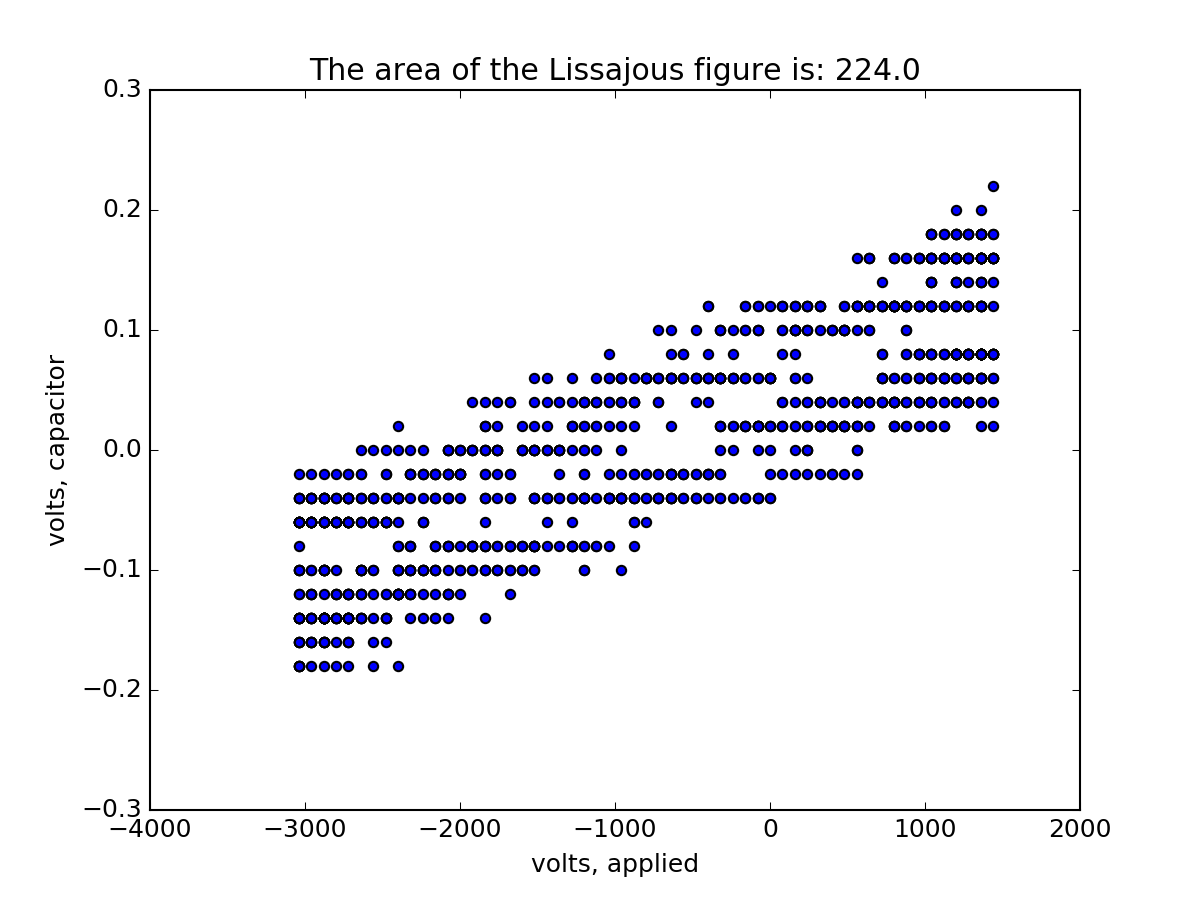 The area of the Lissajous figure is: 224.0
0.3
0.2
0.1
0.0
−0.1
−0.2
−0.3
volts, capacitor
−4000 −3000 −2000 −1000 0 1000 2000
volts, applied